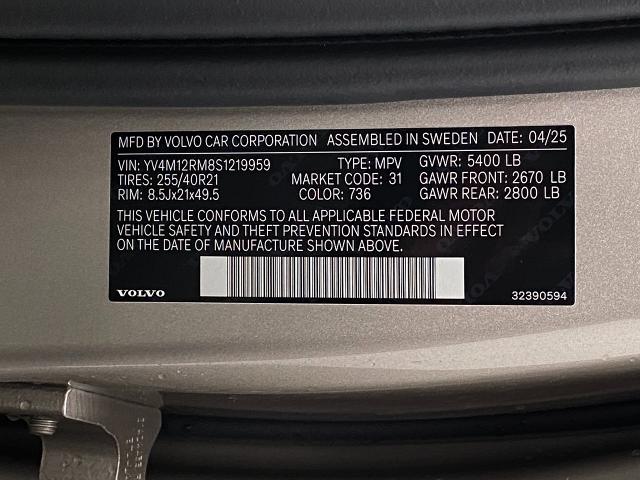 MFD BY VOLVO CAR CORPORATION ASSEMBLED IN SWEDEN DATE: 04/25
VIN: YV4M12RM8S1219959 TYPE: MPV GVWR: 5400 LB
TIRES: 255/40R21 MARKET CODE: 31 GAWR FRONT: 2670 LB
RIM: 8.5Jx21x49.5 COLOR: 736 GAWR REAR: 2800 LB
THIS VEHICLE CONFORMS TO ALL APPLICABLE FEDERAL MOTOR
VEHICLE SAFETY AND THEFT PREVENTION STANDARDS IN EFFECT
ON THE DATE OF MANUFACTURE SHOWN ABOVE.
VOLVO 32390594